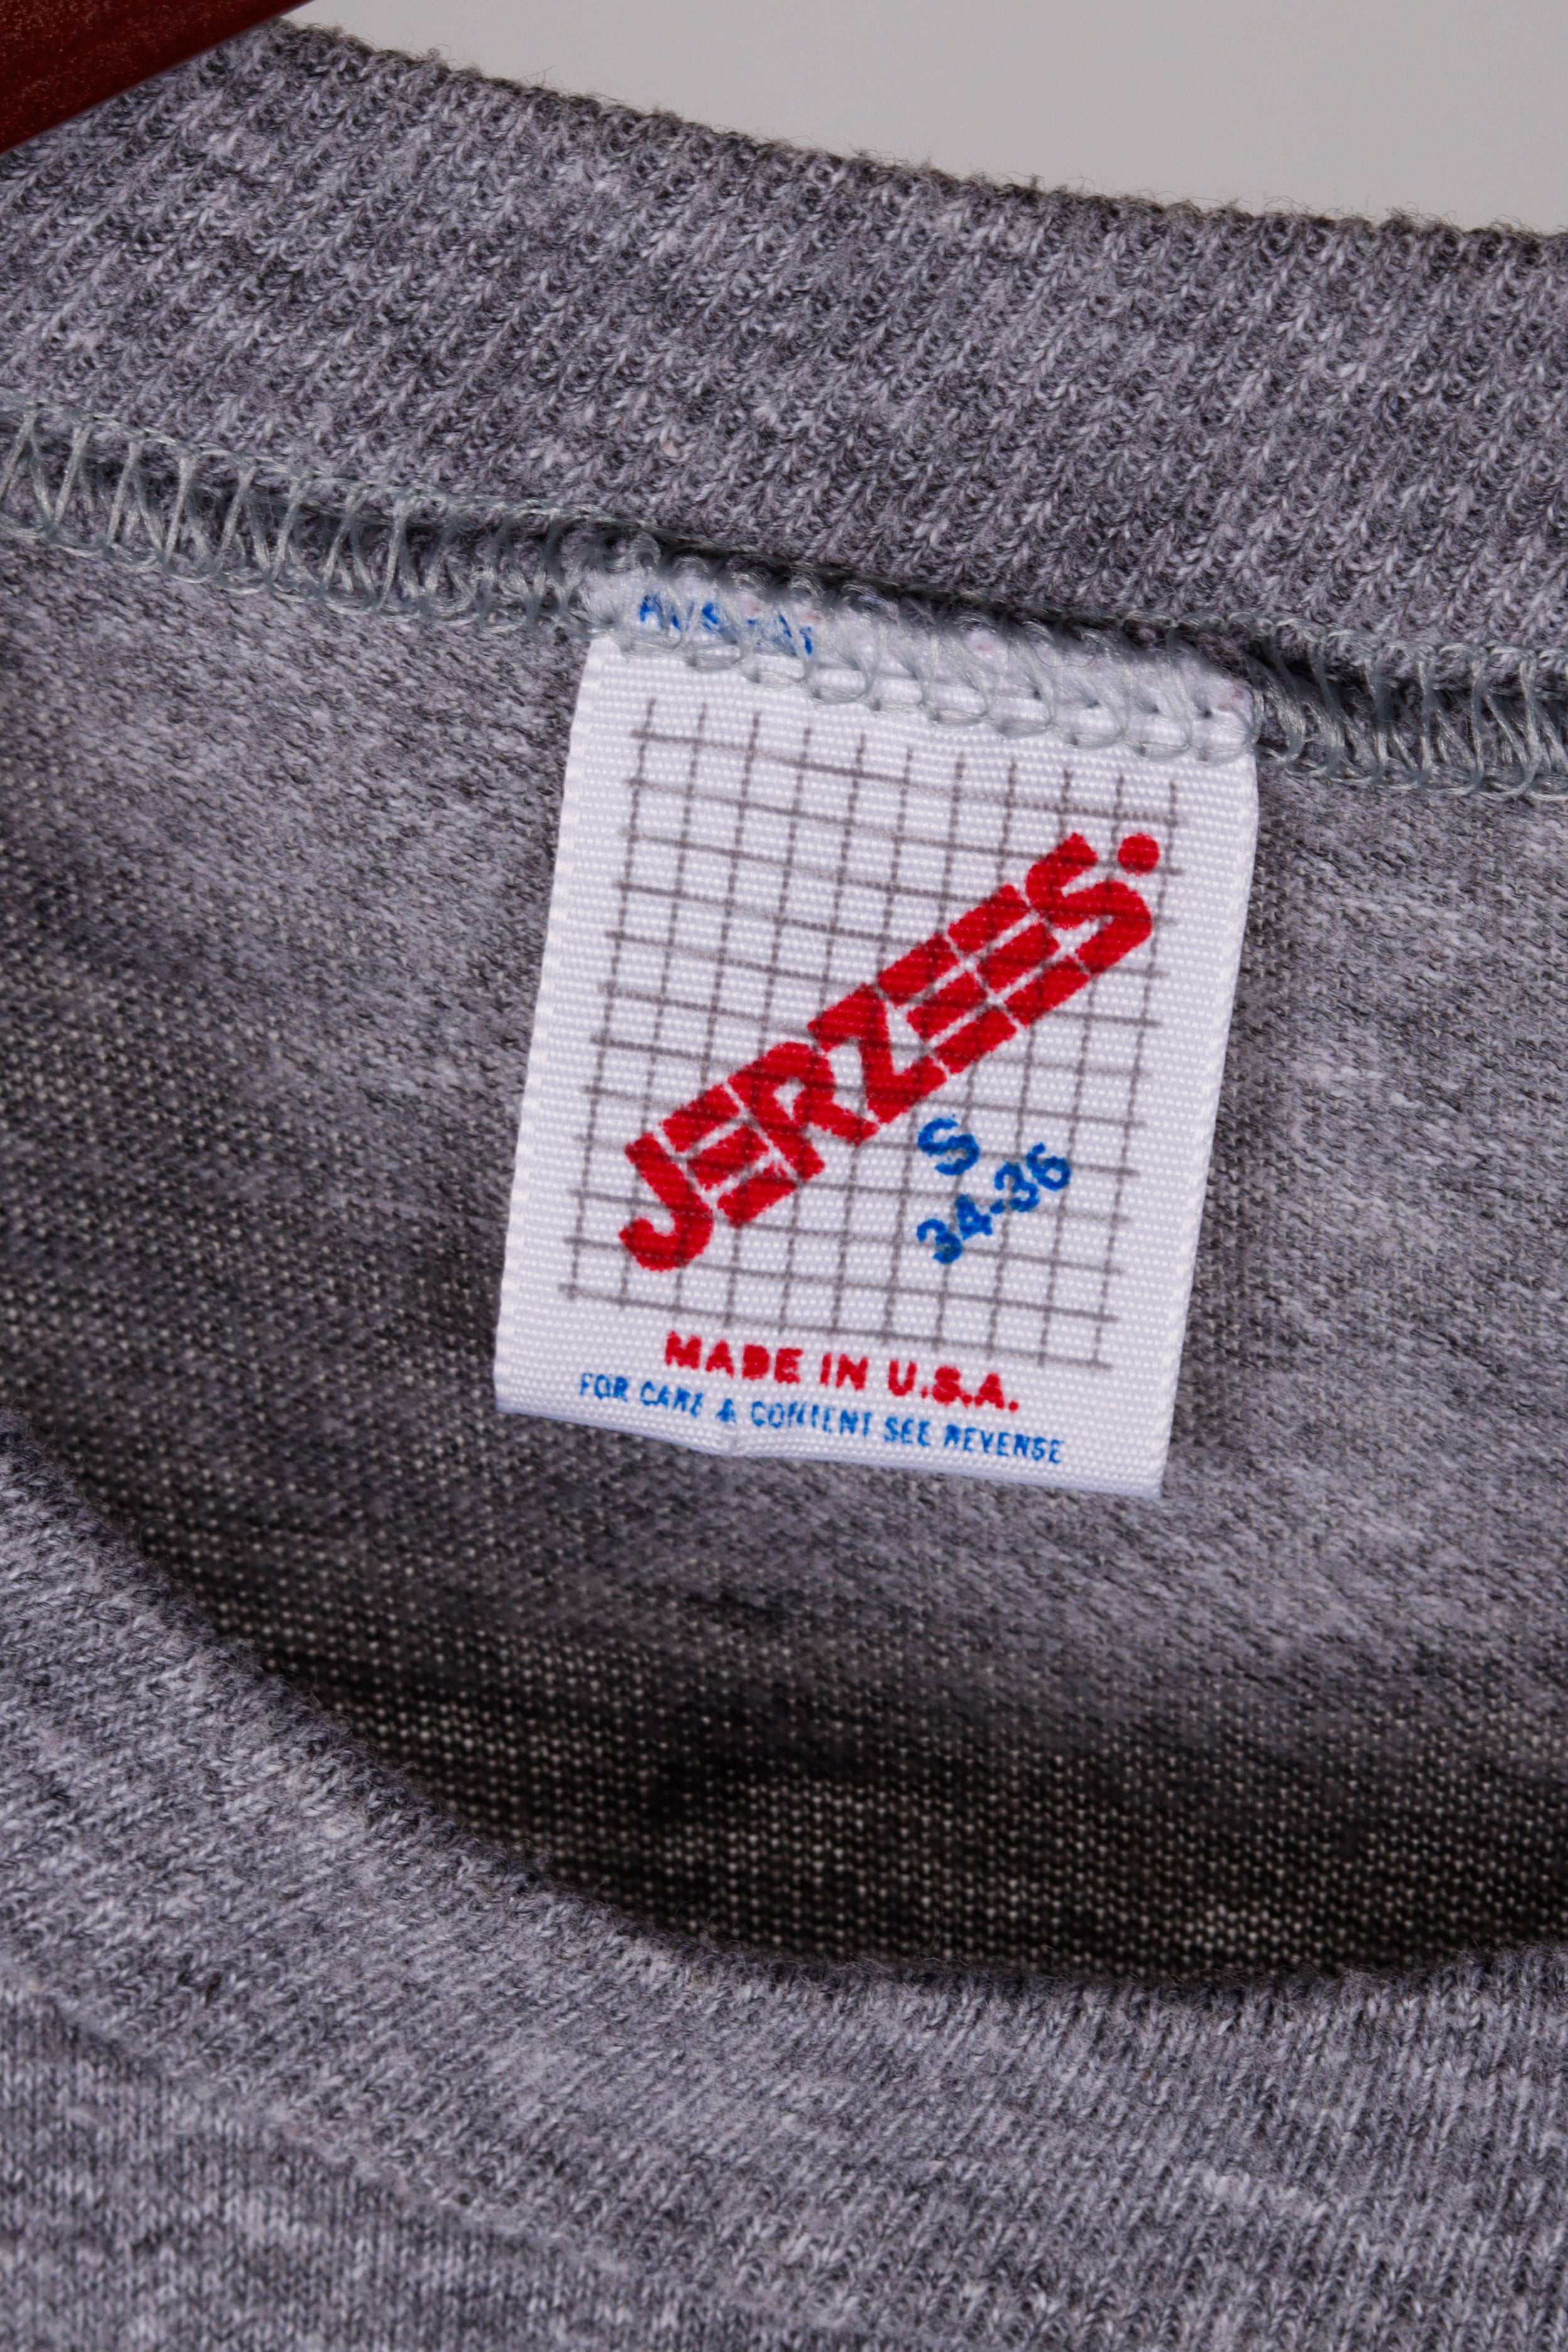 JERZEES.
S
34-36
MADE IN U.S.A.
FOR CARE & CONTENT SEE REVERSE